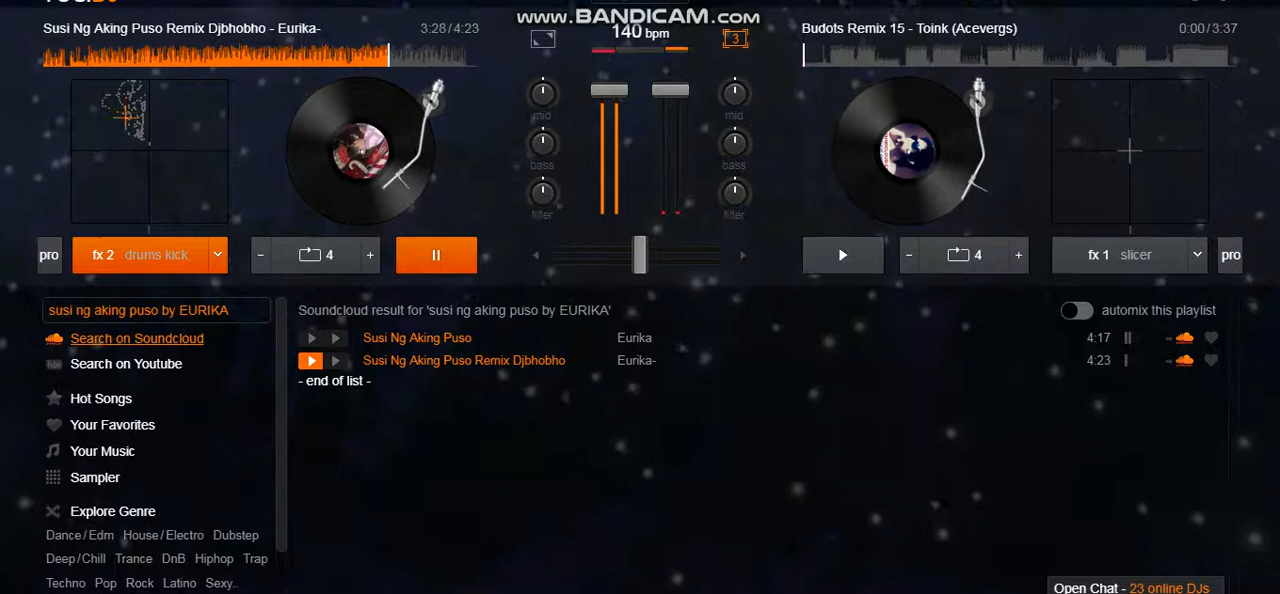 www.BANDICAM.com
Susi Ng Aking Puso Remix Djbhobho - Eurika-
3:28 / 4:23
140 bpm
3
Budots Remix 15 - Toink (Acevergs)
0:00 / 3:37
mid
mid
bass
bass
filter
filter
pro
fx 2 drums kick
- 4 +
- 4 +
fx 1 slicer
pro
susi ng aking puso by EURIKA
Soundcloud result for 'susi ng aking puso by EURIKA'
automix this playlist
Search on Soundcloud
Susi Ng Aking Puso
Eurika
4:17
Search on Youtube
Susi Ng Aking Puso Remix Djbhobho
Eurika-
4:23
- end of list -
Hot Songs
Your Favorites
Your Music
Sampler
Explore Genre
Dance / Edm House / Electro Dubstep
Deep / Chill Trance DnB Hiphop Trap
Techno Pop Rock Latino Sexy..
Open Chat - 23 online DJs